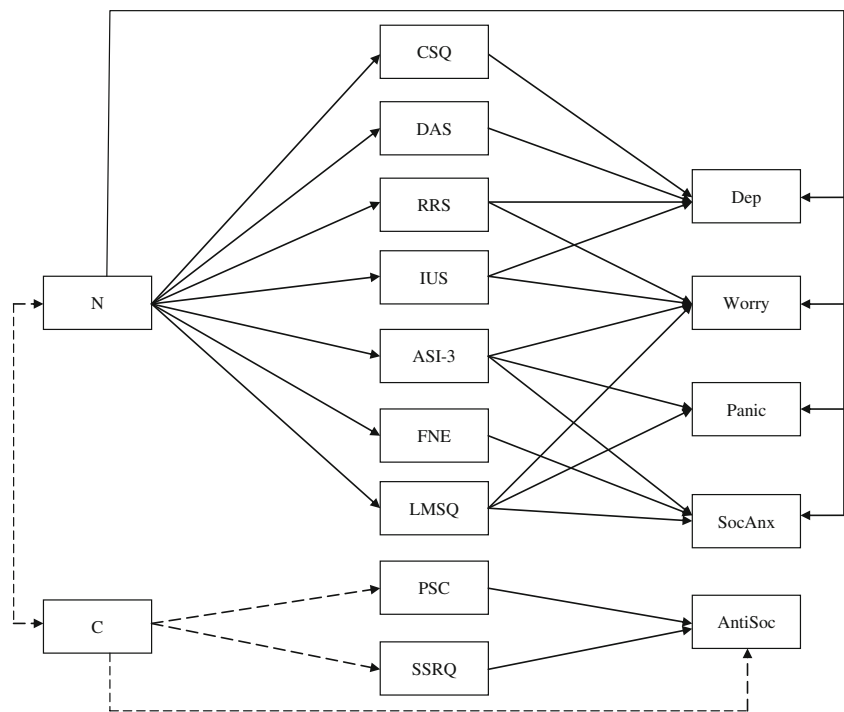 CSQ
DAS
RRS
IUS
ASI-3
FNE
LMSQ
PSC
SSRQ
N
C
Dep
Worry
Panic
SocAnx
AntiSoc